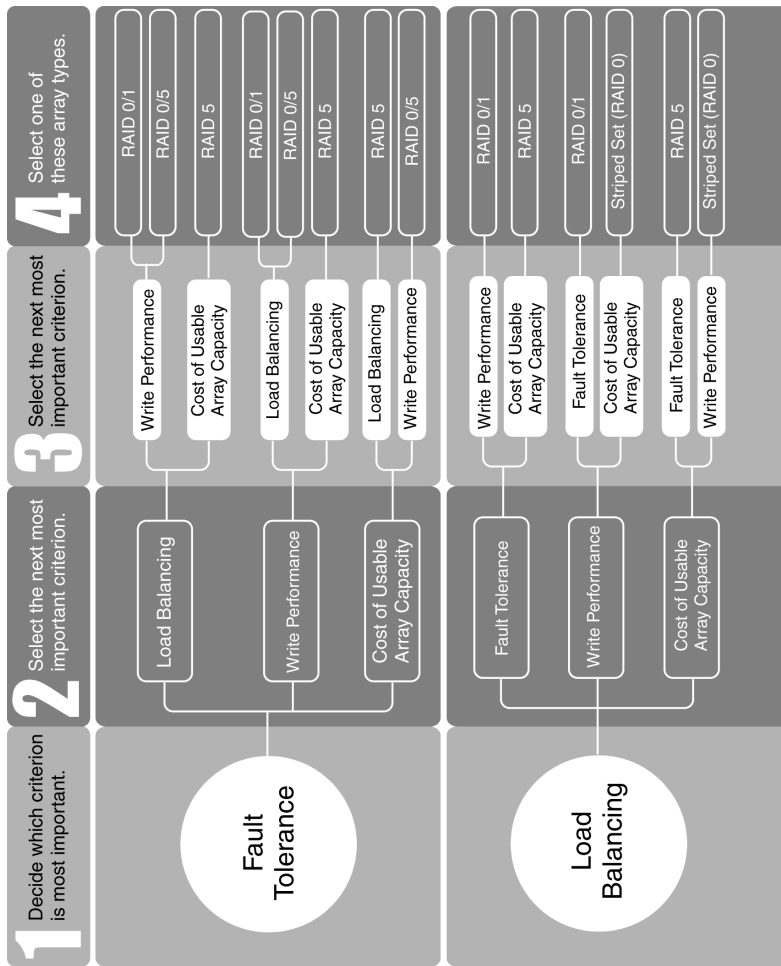 1
Decide which criterion
is most important.
2
Select the next most
important criterion.
3
Select the next most
important criterion.
4
Select one of
these array types.
Fault
Tolerance
Load Balancing
Write Performance
RAID 0/1
RAID 0/5
Cost of Usable
Array Capacity
RAID 5
Write Performance
Load Balancing
RAID 0/1
RAID 0/5
Cost of Usable
Array Capacity
RAID 5
Cost of Usable
Array Capacity
Load Balancing
RAID 5
Write Performance
RAID 0/5
Load
Balancing
Fault Tolerance
Write Performance
RAID 0/1
Cost of Usable
Array Capacity
RAID 5
Write Performance
Fault Tolerance
RAID 0/1
Cost of Usable
Array Capacity
Striped Set (RAID 0)
Cost of Usable
Array Capacity
Fault Tolerance
RAID 5
Write Performance
Striped Set (RAID 0)